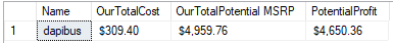 Name OurTotalCost OurTotalPotential MSRP PotentialProfit
1 dapibus $309.40 $4,959.76 $4,650.36